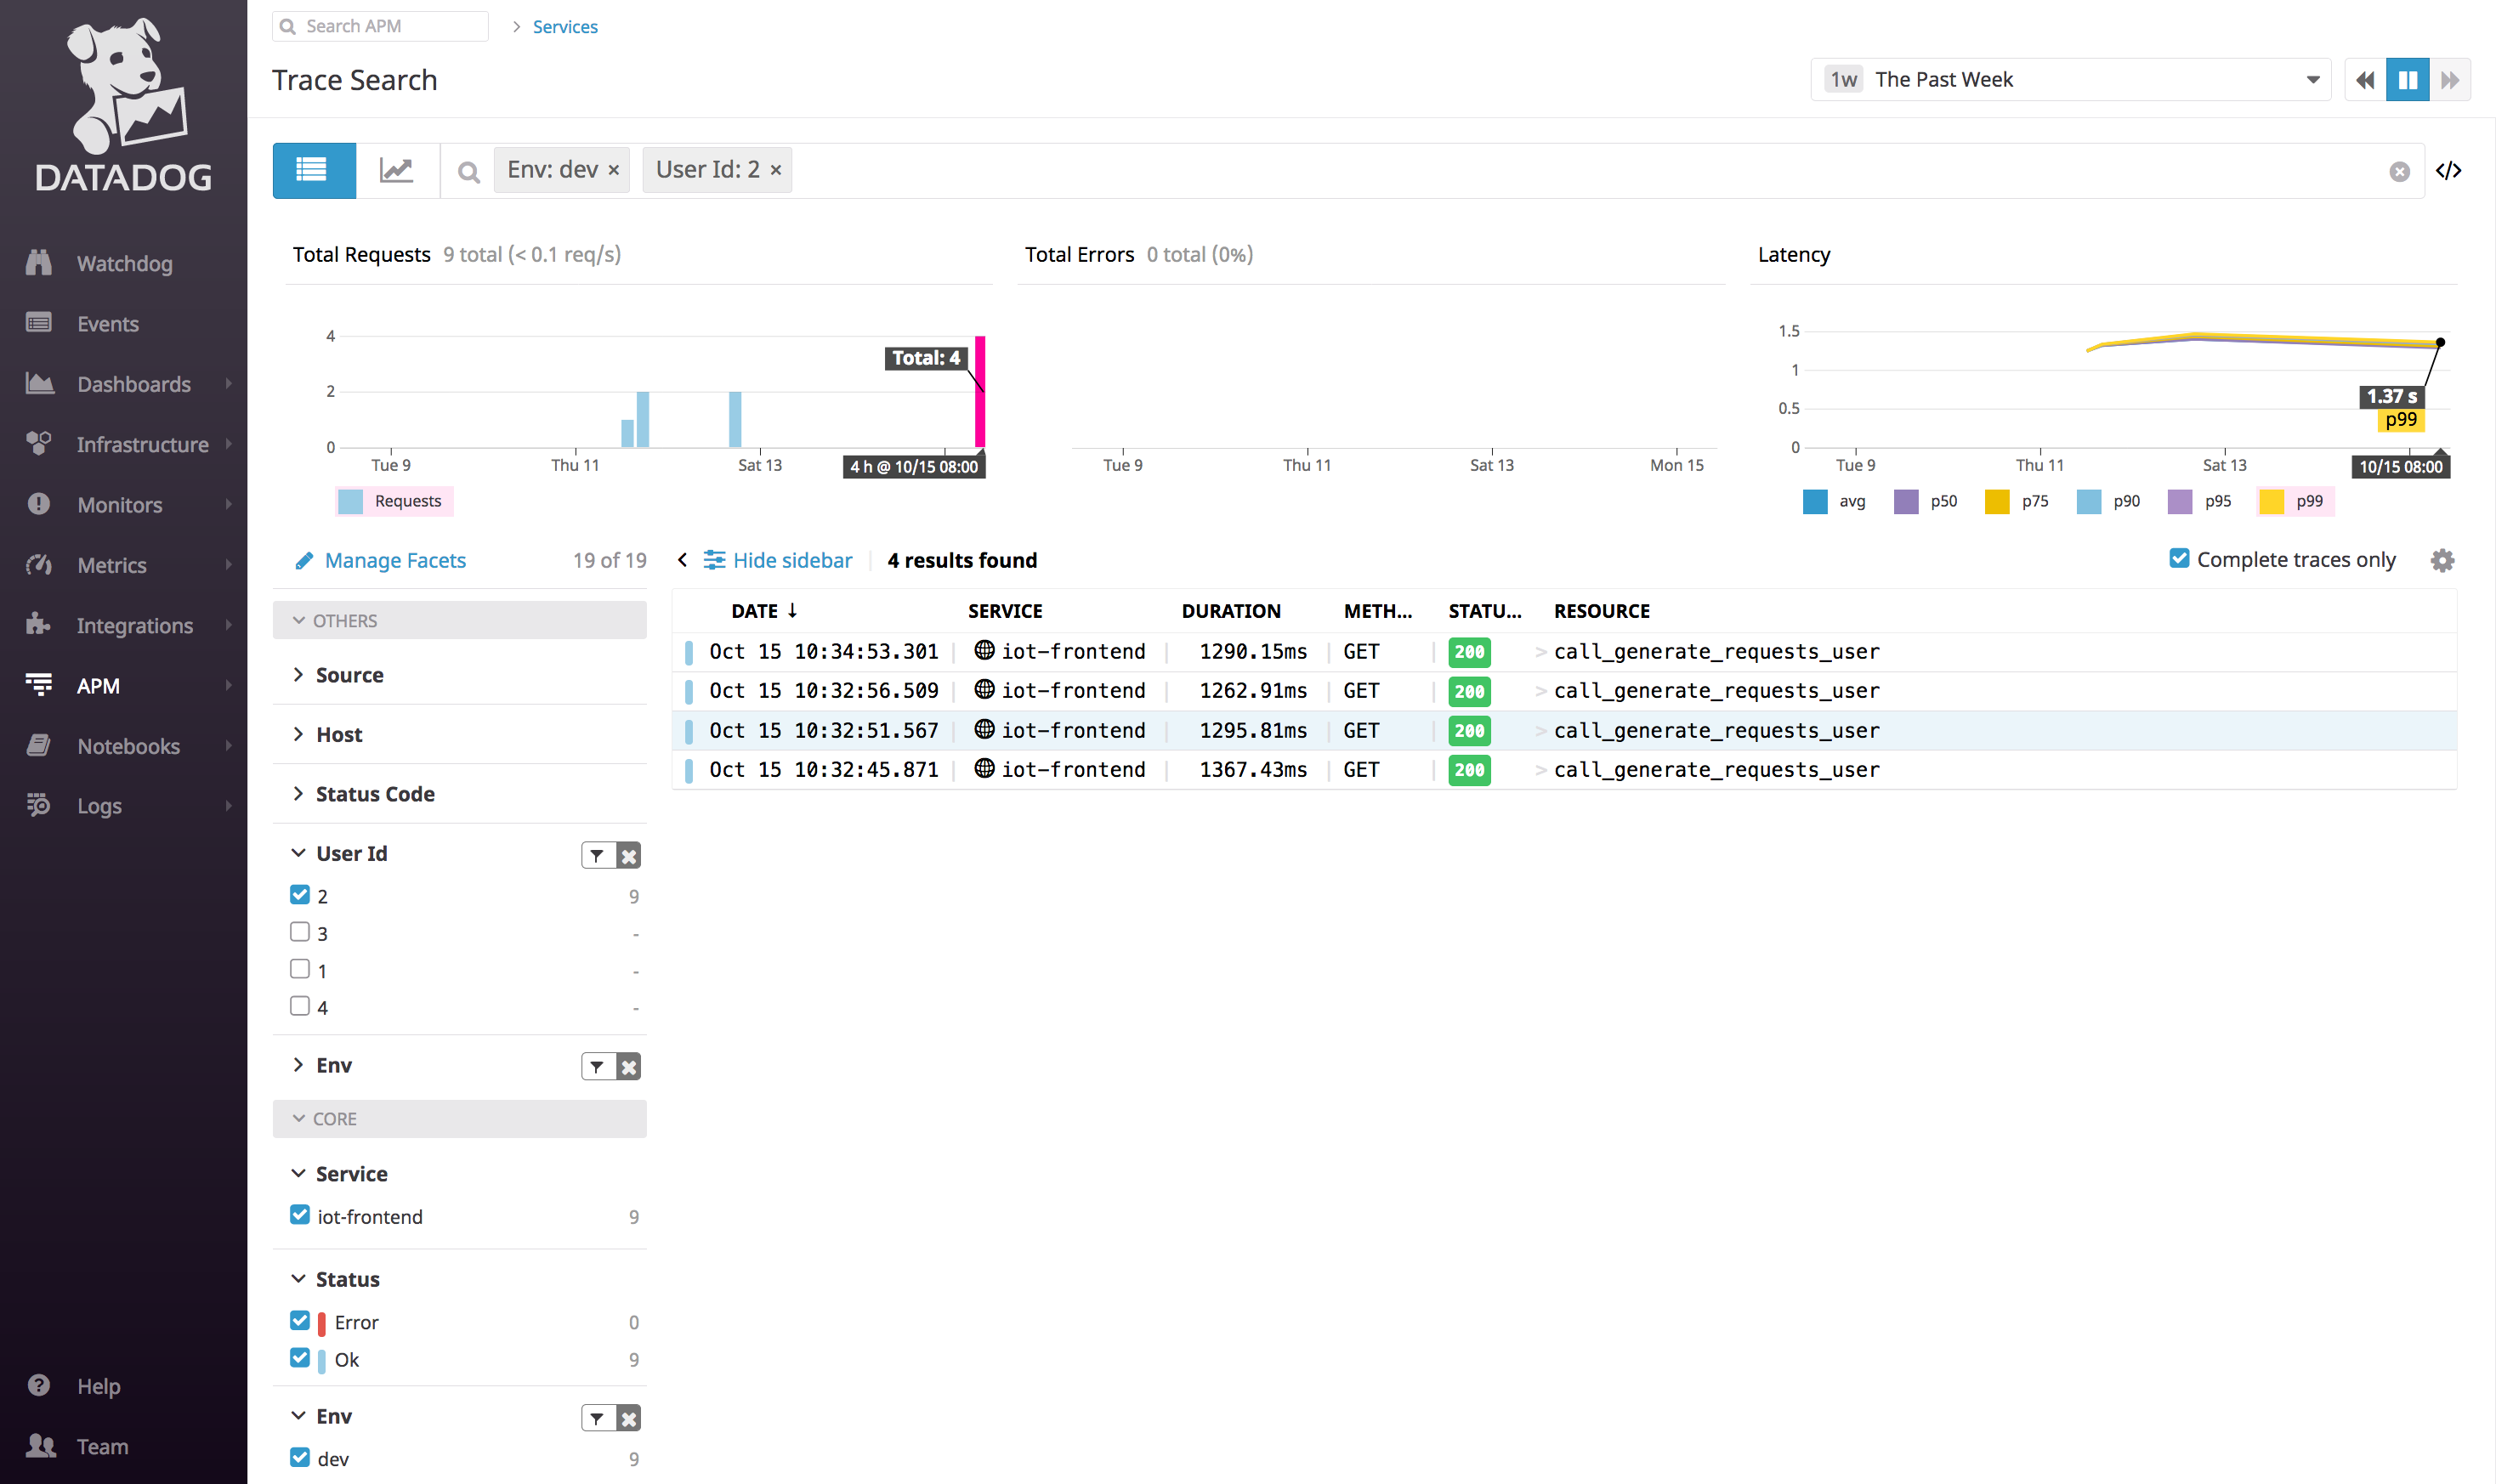 DATADOG
Watchdog
Events
Dashboards
Infrastructure
Monitors
Metrics
Integrations
APM
Notebooks
Logs
Help
Team
Search APM
Services
Trace Search
1w The Past Week
Env: dev ×
User Id: 2 ×
</>
Total Requests 9 total (< 0.1 req/s)
4
2
0
Total: 4
Tue 9
Thu 11
Sat 13
4 h @ 10/15 08:00
Requests
Total Errors 0 total (0%)
Tue 9
Thu 11
Sat 13
Mon 15
Latency
1.5
1
0.5
0
1.37 s
p99
Tue 9
Thu 11
Sat 13
10/15 08:00
avg
p50
p75
p90
p95
p99
Manage Facets 19 of 19
OTHERS
Source
Host
Status Code
User Id
2 9
3 -
1 -
4 -
Env
CORE
Service
iot-frontend 9
Status
Error 0
Ok 9
Env
dev 9
Hide sidebar
4 results found
Complete traces only
DATE ↓ SERVICE DURATION METH... STATU... RESOURCE
Oct 15 10:34:53.301 iot-frontend 1290.15ms GET 200 > call_generate_requests_user
Oct 15 10:32:56.509 iot-frontend 1262.91ms GET 200 > call_generate_requests_user
Oct 15 10:32:51.567 iot-frontend 1295.81ms GET 200 > call_generate_requests_user
Oct 15 10:32:45.871 iot-frontend 1367.43ms GET 200 > call_generate_requests_user